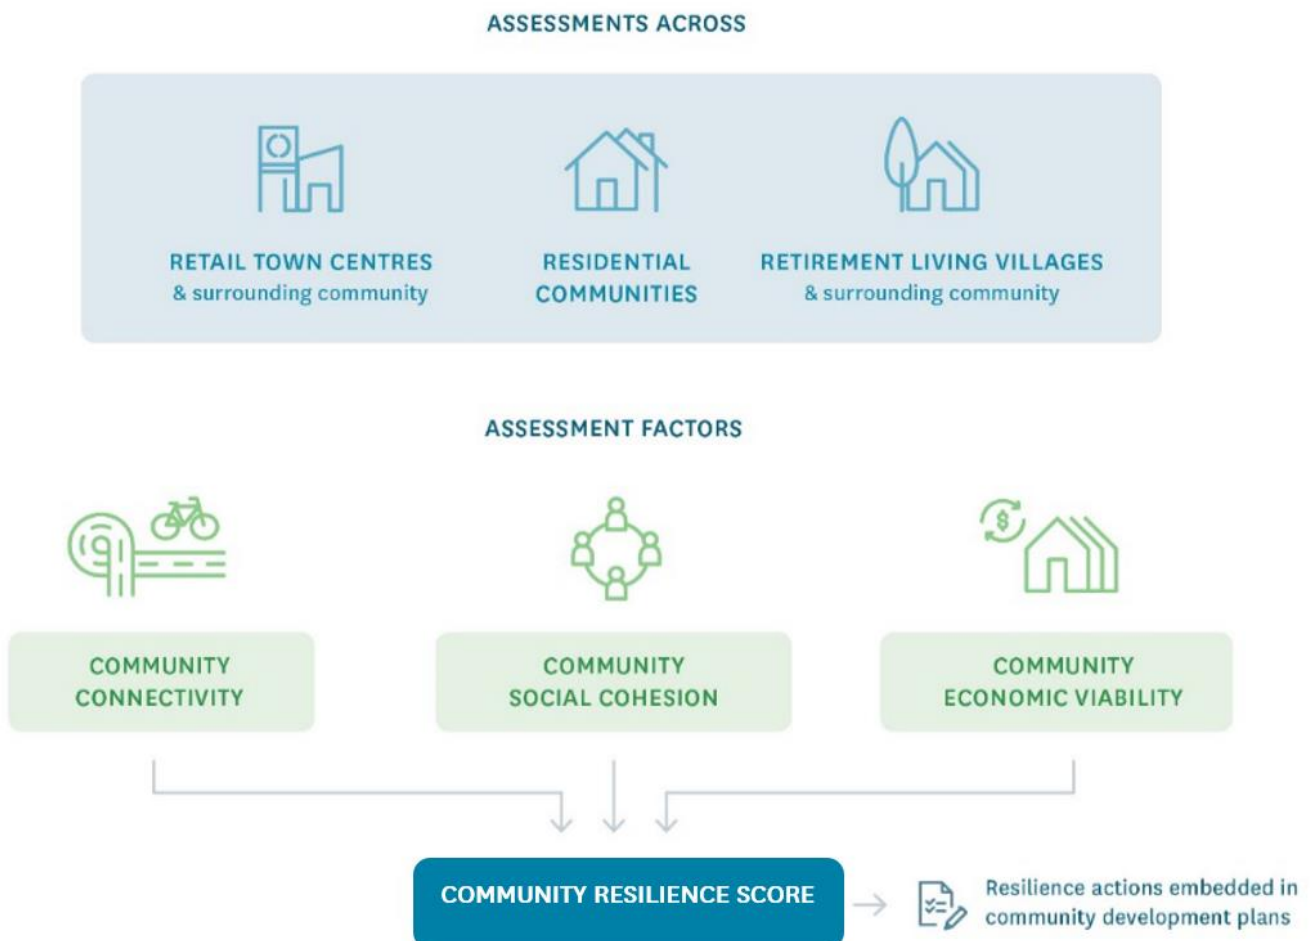 ASSESSMENTS ACROSS
RETAIL TOWN CENTRES
& surrounding community
RESIDENTIAL
COMMUNITIES
RETIREMENT LIVING VILLAGES
& surrounding community
ASSESSMENT FACTORS
$
COMMUNITY
CONNECTIVITY
COMMUNITY
SOCIAL COHESION
COMMUNITY
ECONOMIC VIABILITY
COMMUNITY RESILIENCE SCORE
Resilience actions embedded in
community development plans